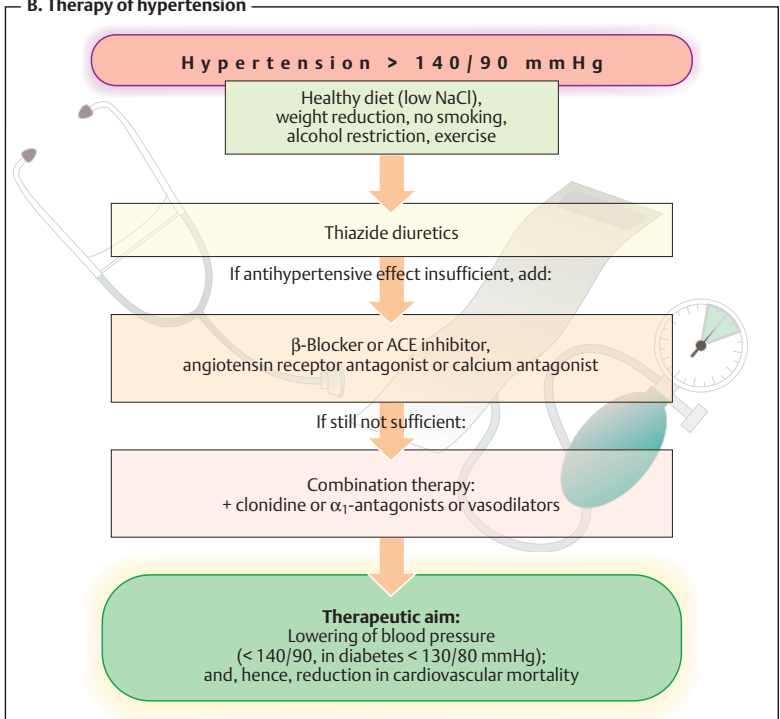 B. Therapy of hypertension
Hypertension > 140/90 mmHg
Healthy diet (low NaCl),
weight reduction, no smoking,
alcohol restriction, exercise
Thiazide diuretics
If antihypertensive effect insufficient, add:
β-Blocker or ACE inhibitor,
angiotensin receptor antagonist or calcium antagonist
If still not sufficient:
Combination therapy:
+ clonidine or α₁-antagonists or vasodilators
Therapeutic aim:
Lowering of blood pressure
(< 140/90, in diabetes < 130/80 mmHg);
and, hence, reduction in cardiovascular mortality